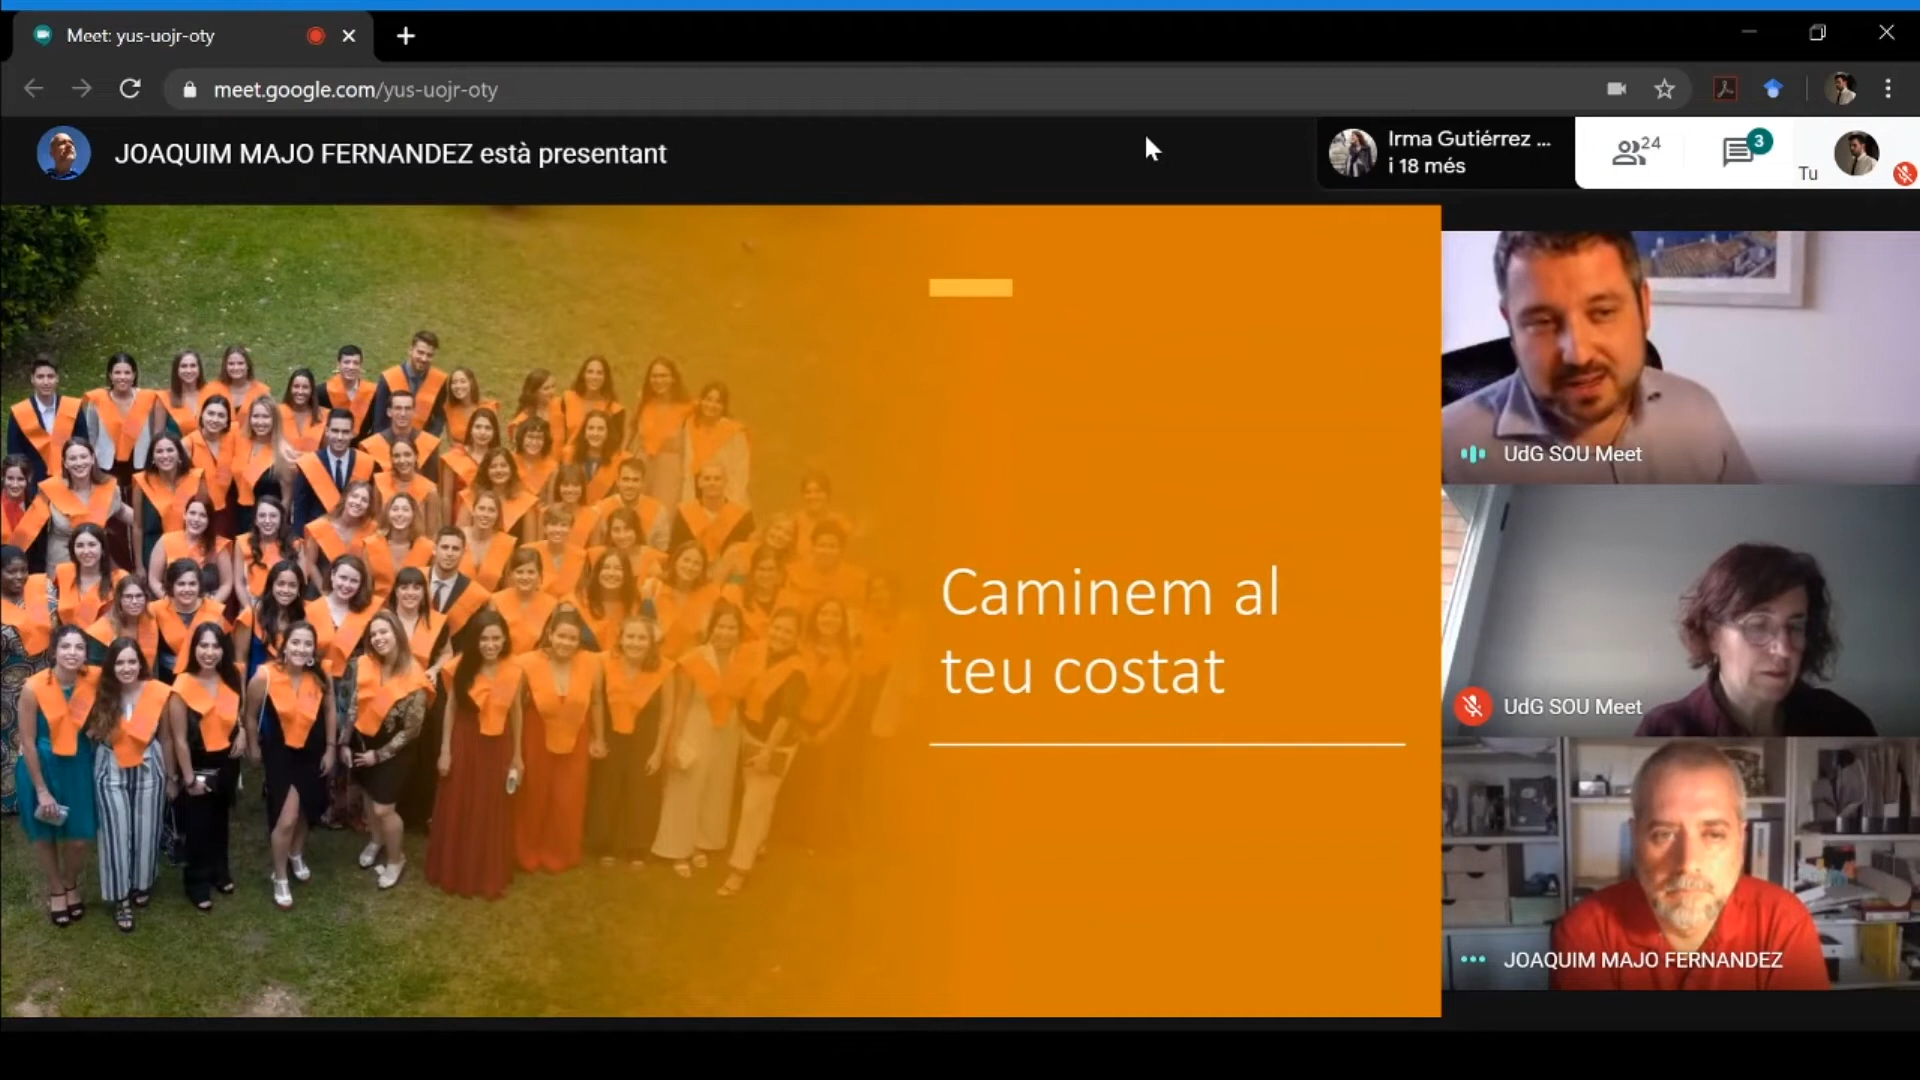 Meet: yus-uojr-oty
meet.google.com/yus-uojr-oty
JOAQUIM MAJO FERNANDEZ està presentant
Irma Gutiérrez ...
i 18 més
24
3
Tu
Caminem al
teu costat
UdG SOU Meet
UdG SOU Meet
JOAQUIM MAJO FERNANDEZ